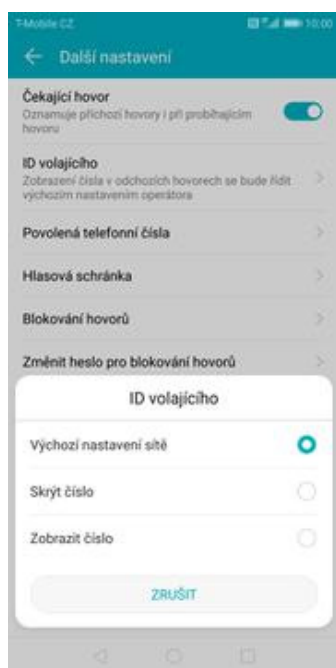 T-Mobile CZ 10:00
Další nastavení
Čekající hovor
Oznamuje příchozí hovory i při probíhajícím
hovoru
ID volajícího
Zobrazení čísla v odchozích hovorech se bude řídit
výchozím nastavením operátora
Povolená telefonní čísla
Hlasová schránka
Blokování hovorů
Změnit heslo pro blokování hovorů
ID volajícího
Výchozí nastavení sítě
Skrýt číslo
Zobrazit číslo
ZRUŠIT